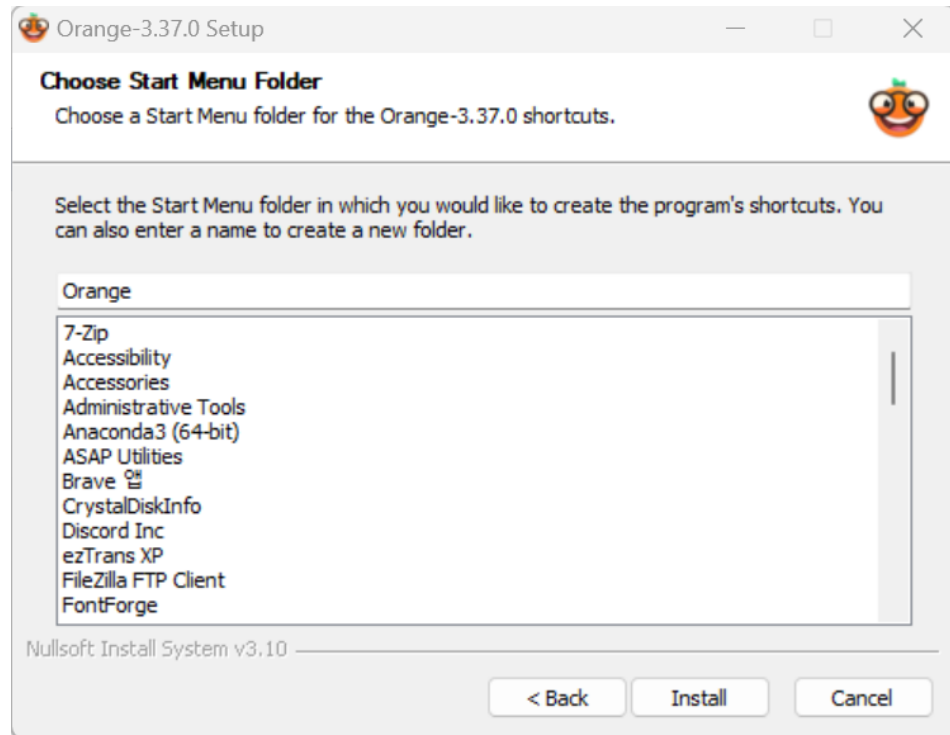 Orange-3.37.0 Setup
Choose Start Menu Folder
Choose a Start Menu folder for the Orange-3.37.0 shortcuts.
Select the Start Menu folder in which you would like to create the program's shortcuts. You
can also enter a name to create a new folder.
Orange
7-Zip
Accessibility
Accessories
Administrative Tools
Anaconda3 (64-bit)
ASAP Utilities
Brave 앱
CrystalDiskInfo
Discord Inc
ezTrans XP
FileZilla FTP Client
FontForge
Nullsoft Install System v3.10
< Back
Install
Cancel